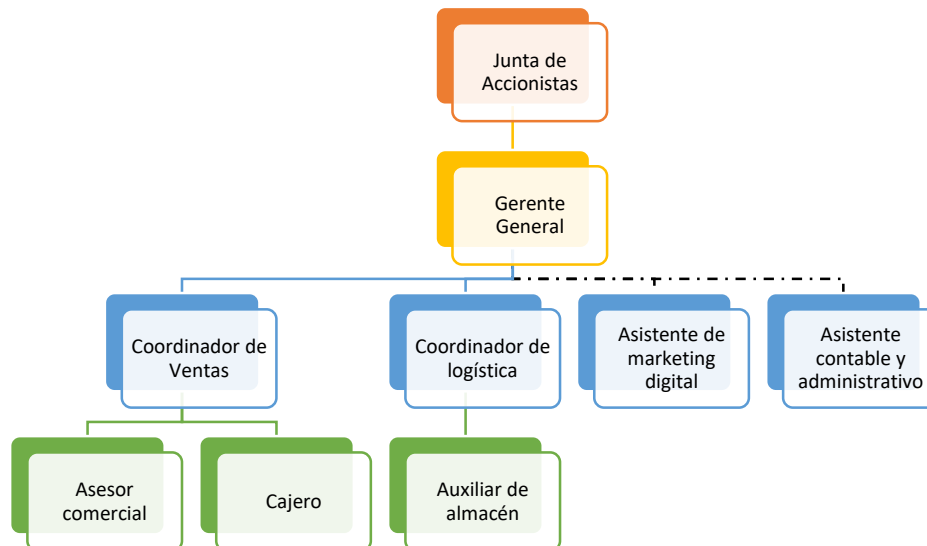 Junta de
Accionistas
Gerente
General
Coordinador de
Ventas
Coordinador de
logística
Asistente de
marketing
digital
Asistente
contable y
administrativo
Asesor
comercial
Cajero
Auxiliar de
almacén